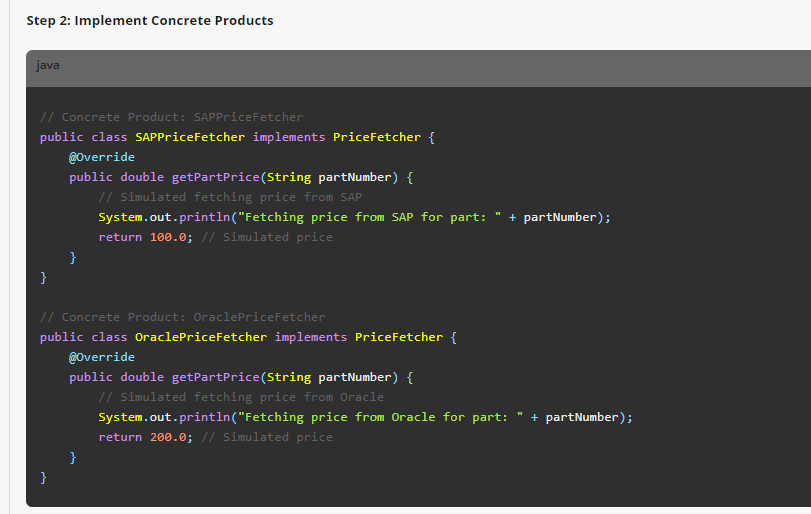 Step 2: Implement Concrete Products
java
// Concrete Product: SAPPriceFetcher
public class SAPPriceFetcher implements PriceFetcher {
    @Override
    public double getPartPrice(String partNumber) {
        // Simulated fetching price from SAP
        System.out.println("Fetching price from SAP for part: " + partNumber);
        return 100.0; // Simulated price
    }
}
// Concrete Product: OraclePriceFetcher
public class OraclePriceFetcher implements PriceFetcher {
    @Override
    public double getPartPrice(String partNumber) {
        // Simulated fetching price from Oracle
        System.out.println("Fetching price from Oracle for part: " + partNumber);
        return 200.0; // Simulated price
    }
}